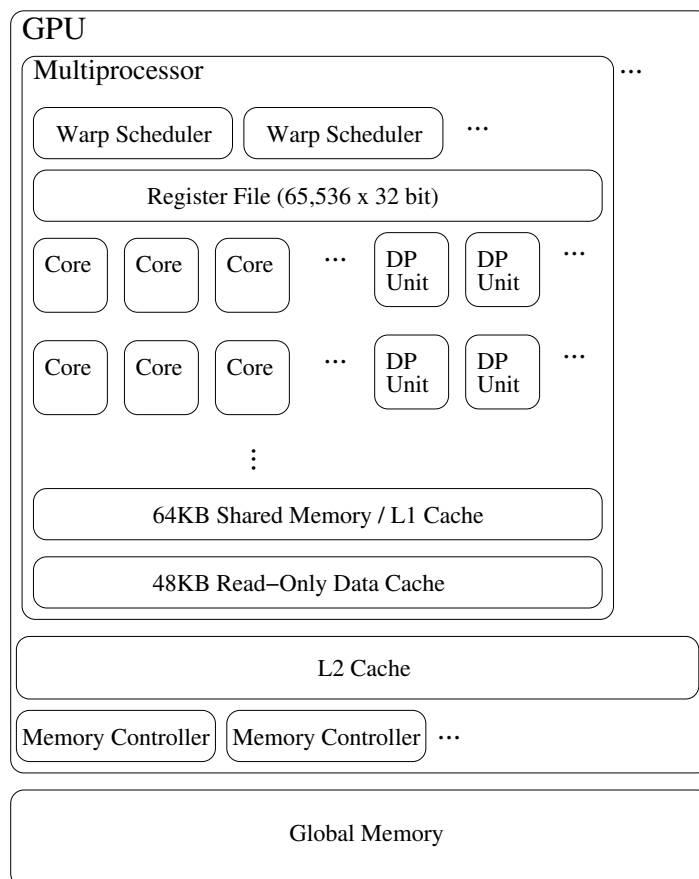 GPU
Multiprocessor
...
Warp Scheduler Warp Scheduler ...
Register File (65,536 x 32 bit)
Core Core Core ... DP Unit DP Unit ...
Core Core Core ... DP Unit DP Unit ...
...
64KB Shared Memory / L1 Cache
48KB Read−Only Data Cache
L2 Cache
Memory Controller Memory Controller ...
Global Memory